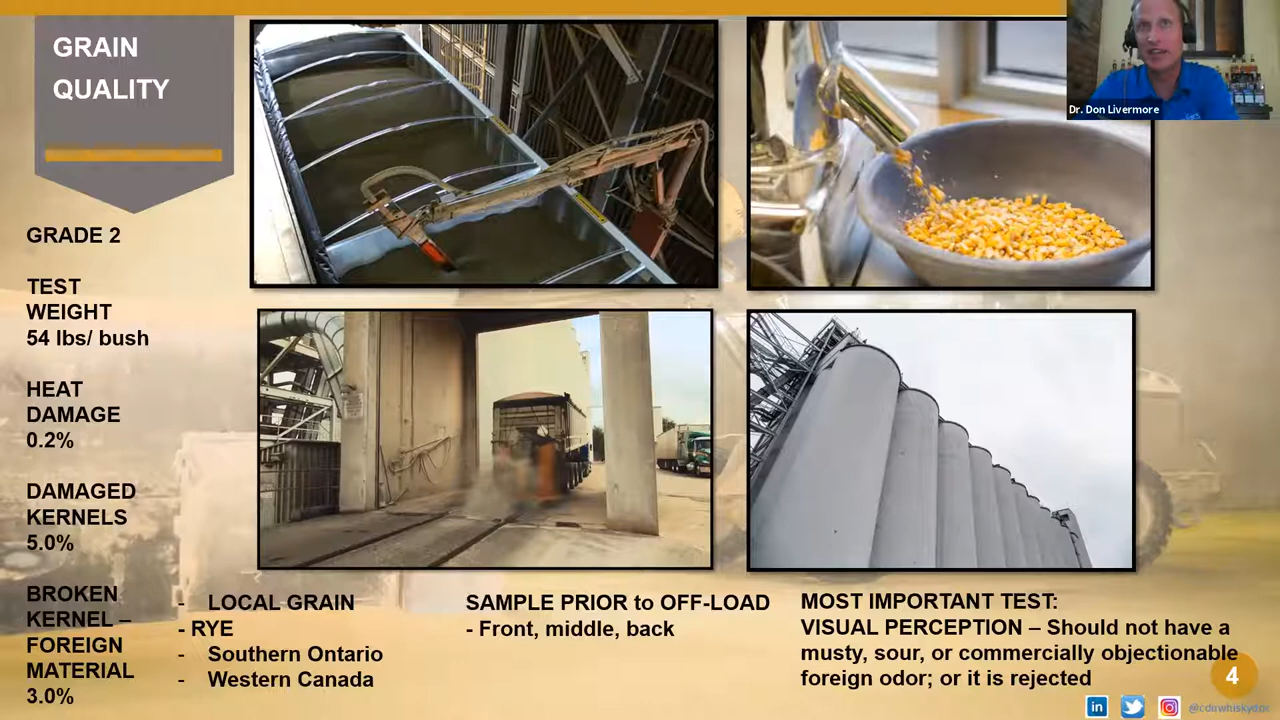 GRAIN
QUALITY
Dr. Don Livermore
GRADE 2
TEST
WEIGHT
54 lbs/ bush
HEAT
DAMAGE
0.2%
DAMAGED
KERNELS
5.0%
BROKEN
KERNEL –
FOREIGN
MATERIAL
3.0%
- LOCAL GRAIN
- RYE
- Southern Ontario
- Western Canada
SAMPLE PRIOR to OFF-LOAD
- Front, middle, back
MOST IMPORTANT TEST:
VISUAL PERCEPTION – Should not have a
musty, sour, or commercially objectionable
foreign odor; or it is rejected
4
in
@cdnwhiskydoc